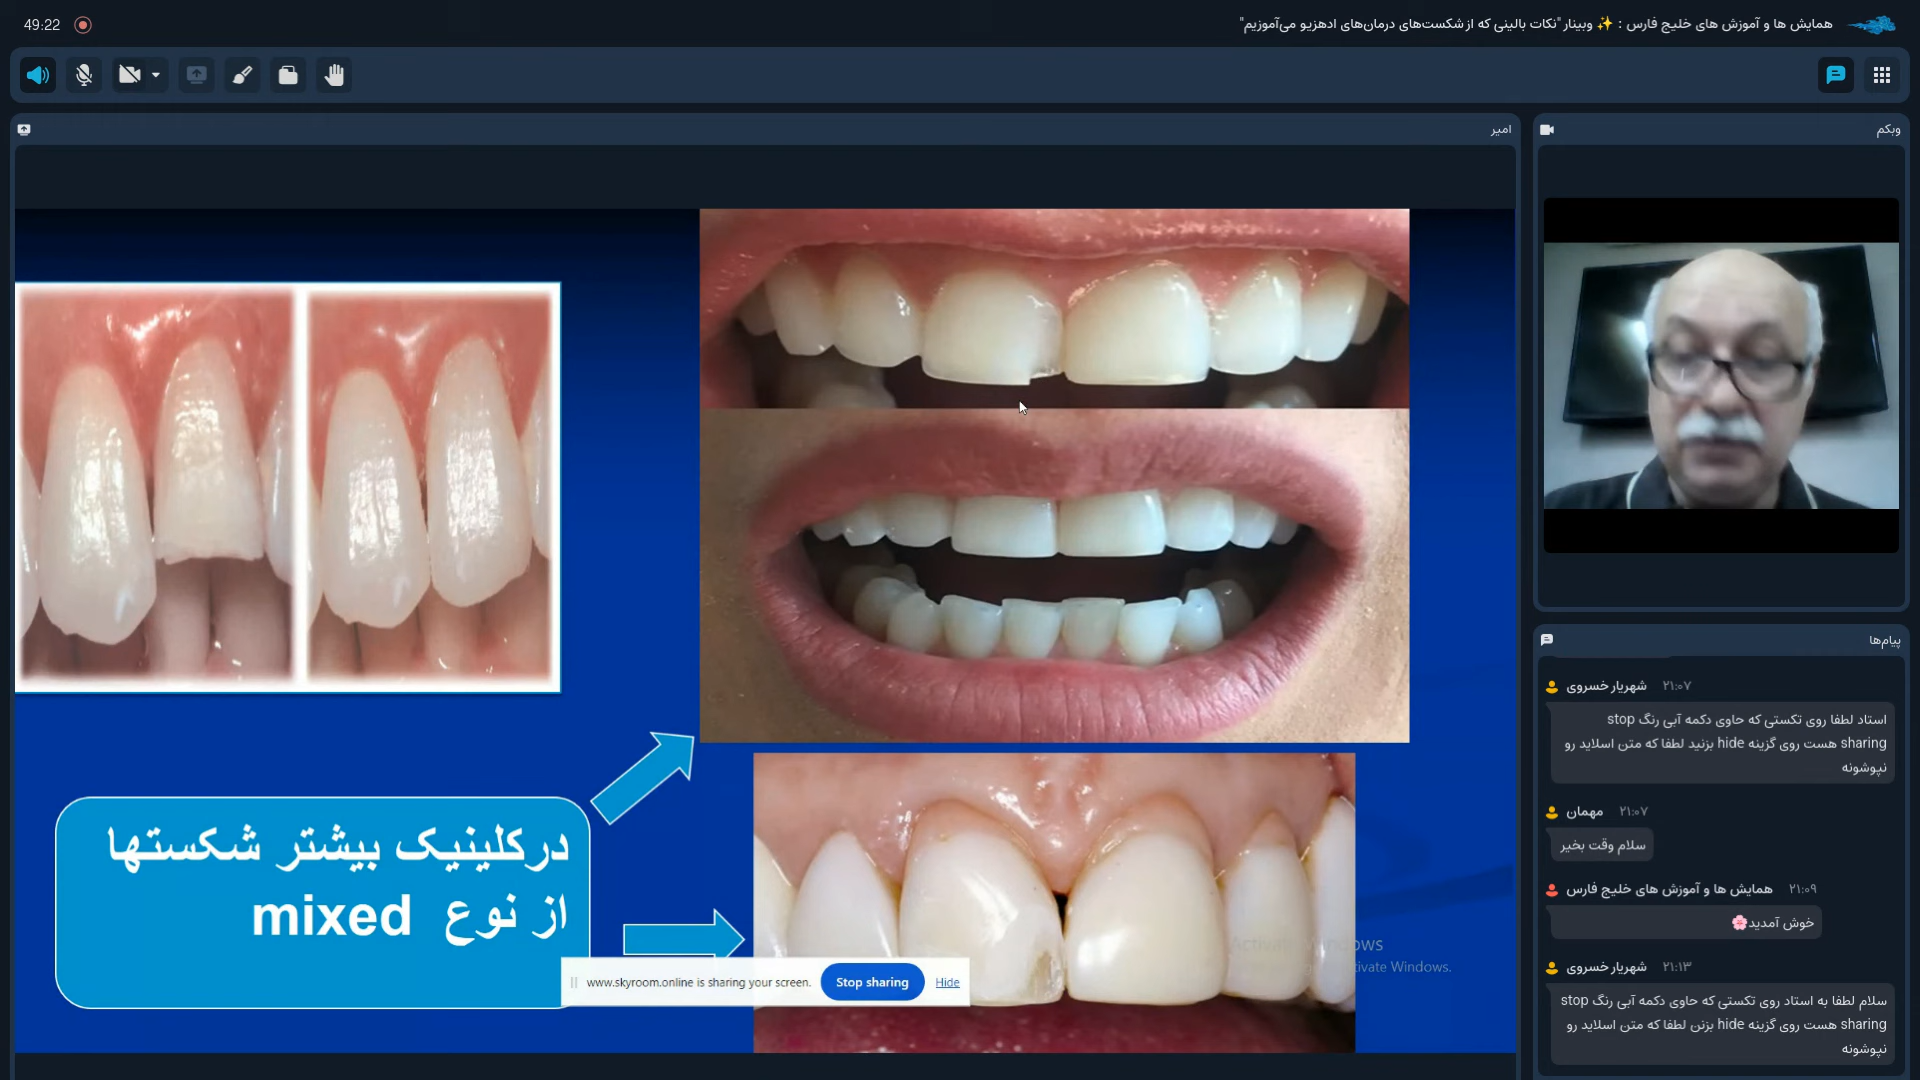 49:22
همایش ها و آموزش های خلیج فارس : ✨ وبینار "نکات بالینی که از شکست‌های درمان‌های ادهزیو می‌آموزیم"
امیر
درکلینیک بیشتر شکستها
از نوع mixed
www.skyroom.online is sharing your screen. Stop sharing Hide
وبکم
پیام‌ها
شهریار خسروی ۲۱:۰۷
استاد لطفا روی تکستی که حاوی دکمه آبی رنگ stop
sharing هست روی گزینه hide بزنید لطفا که متن اسلاید رو
نپوشونه
مهمان ۲۱:۰۷
سلام وقت بخیر
همایش ها و آموزش های خلیج فارس ۲۱:۰۹
خوش آمدید🌸
شهریار خسروی ۲۱:۱۳
سلام لطفا به استاد روی تکستی که حاوی دکمه آبی رنگ stop
sharing هست روی گزینه hide بزنن لطفا که متن اسلاید رو
نپوشونه